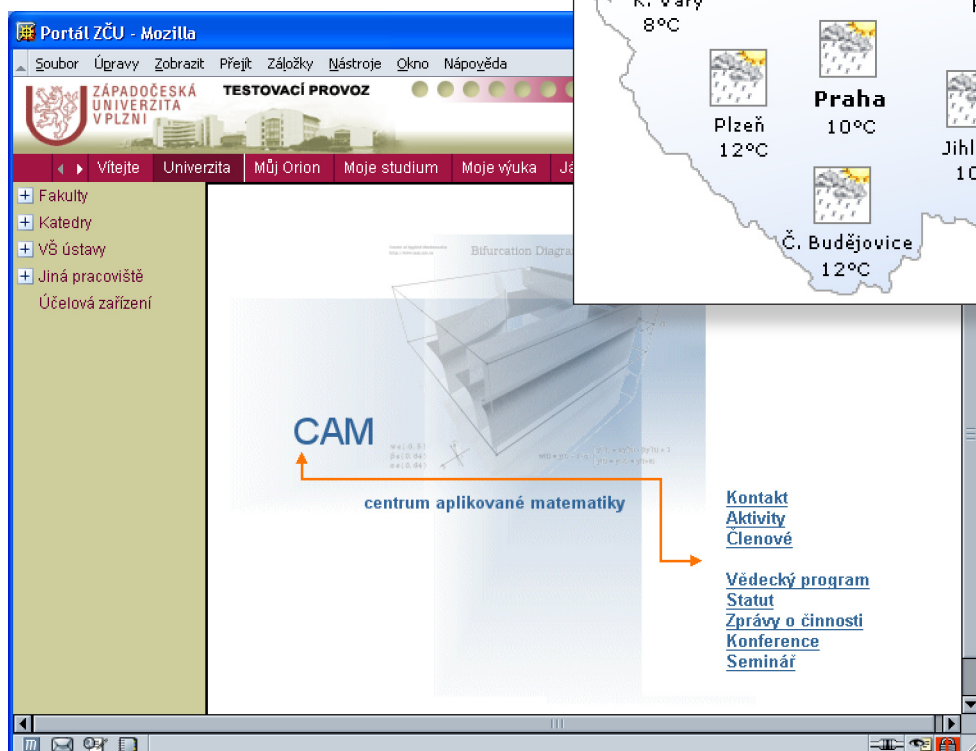 Portál ZČU - Mozilla
Soubor Úpravy Zobrazit Přejít Záložky Nástroje Okno Nápověda
ZÁPADOČESKÁ
UNIVERZITA
V PLZNI
TESTOVACÍ PROVOZ
Vítejte Univerzita Můj Orion Moje studium Moje výuka
Fakulty
Katedry
VŠ ústavy
Jiná pracoviště
Účelová zařízení
K. Vary
8°C
Plzeň
12°C
Praha
10°C
Jihl
10
Č. Budějovice
12°C
Bifurcation Diagra
CAM
centrum aplikované matematiky
Kontakt
Aktivity
Členové
Vědecký program
Statut
Zprávy o činnosti
Konference
Seminář